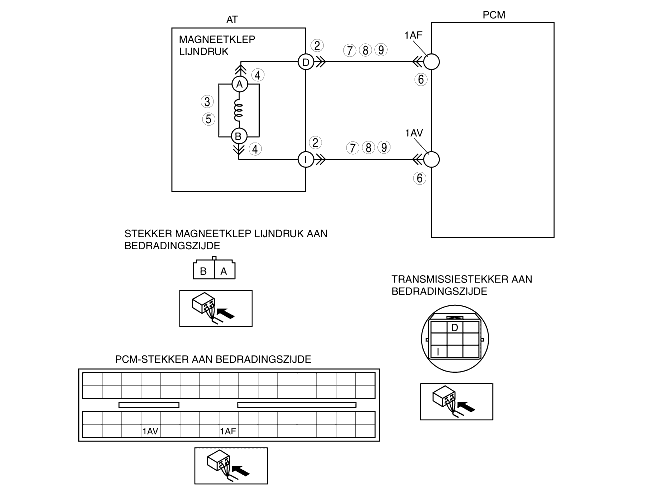 AT
PCM
MAGNEETKLEP
LIJNDRUK
2
D
7 8 9
1AF
6
4
A
3
5
B
4
2
I
7 8 9
1AV
6
STEKKER MAGNEETKLEP LIJNDRUK AAN
BEDRADINGSZIJDE
B A
TRANSMISSIESTEKKER AAN
BEDRADINGSZIJDE
D
I
PCM-STEKKER AAN BEDRADINGSZIJDE
1AV 1AF